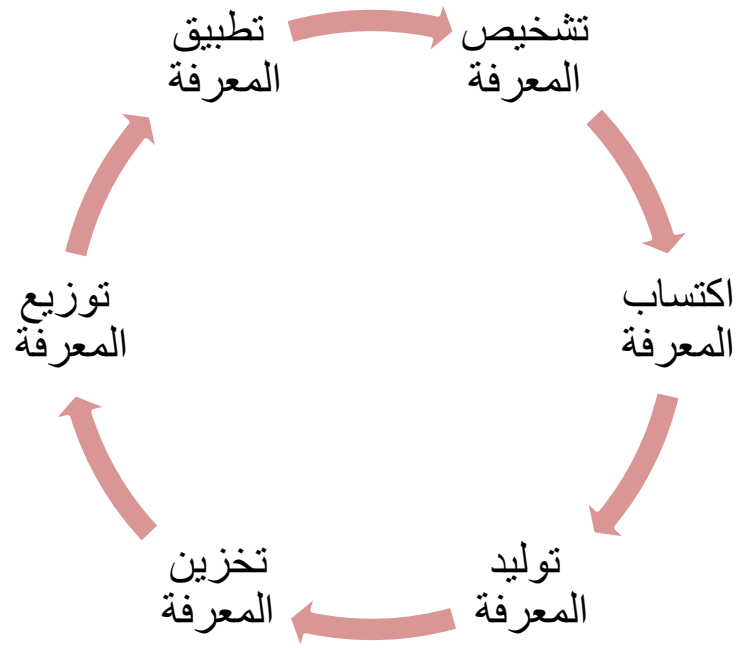 تشخيص
المعرفة
اكتساب
المعرفة
توليد
المعرفة
تخزين
المعرفة
توزيع
المعرفة
تطبيق
المعرفة